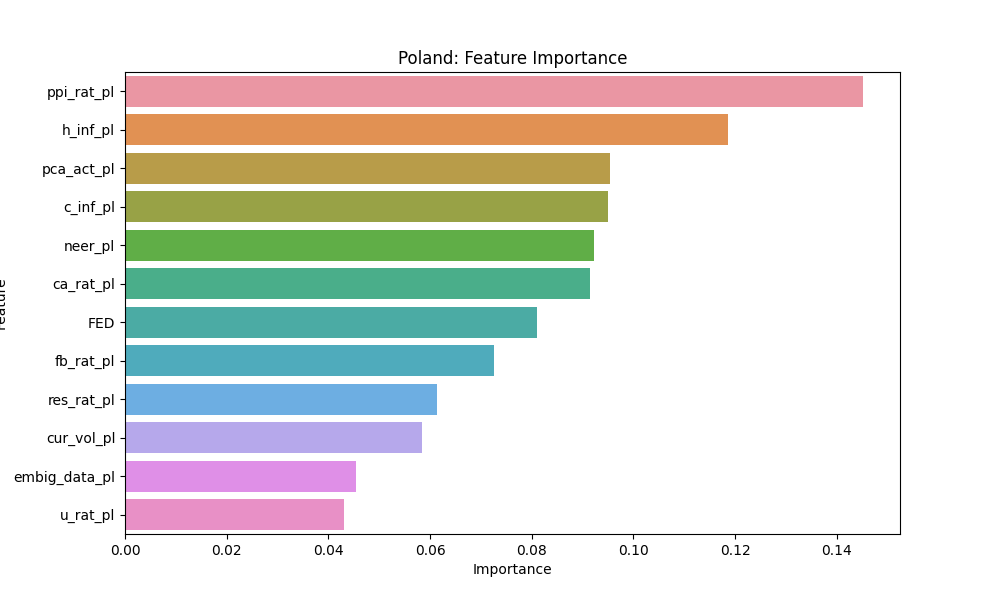 Poland: Feature Importance
ppi_rat_pl
h_inf_pl
pca_act_pl
c_inf_pl
neer_pl
ca_rat_pl
FED
fb_rat_pl
res_rat_pl
cur_vol_pl
embig_data_pl
u_rat_pl
0.00 0.02 0.04 0.06 0.08 0.10 0.12 0.14
Importance